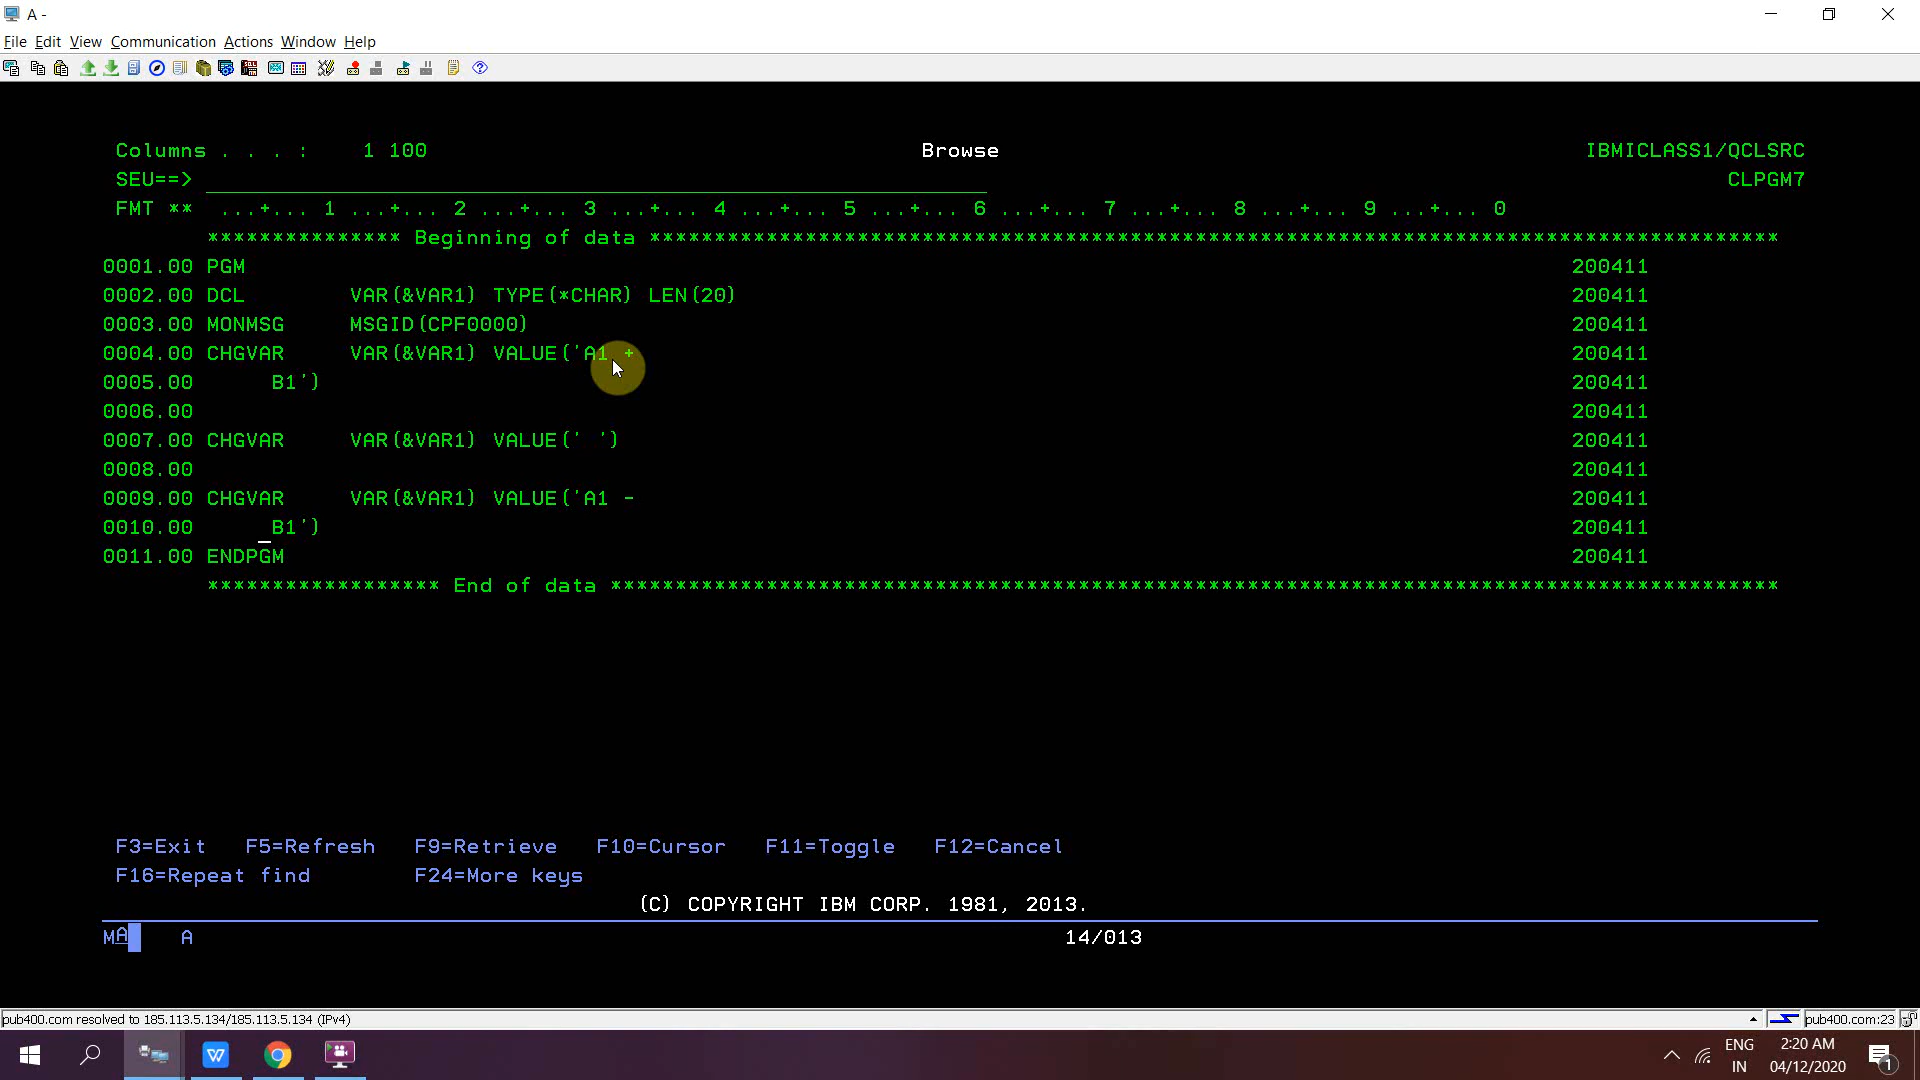 A -
File Edit View Communication Actions Window Help
Columns . . . :    1 100                                      Browse                                             IBMICLASS1/QCLSRC
SEU==> ____________________________________________________________                                                         CLPGM7
FMT **  ...+... 1 ...+... 2 ...+... 3 ...+... 4 ...+... 5 ...+... 6 ...+... 7 ...+... 8 ...+... 9 ...+... 0
*************** Beginning of data ***************************************************************************************
0001.00 PGM                                                                                                      200411
0002.00 DCL        VAR(&VAR1) TYPE(*CHAR) LEN(20)                                                                200411
0003.00 MONMSG     MSGID(CPF0000)                                                                                200411
0004.00 CHGVAR     VAR(&VAR1) VALUE('A1 +                                                                        200411
0005.00      B1')                                                                                                200411
0006.00                                                                                                          200411
0007.00 CHGVAR     VAR(&VAR1) VALUE(' ')                                                                         200411
0008.00                                                                                                          200411
0009.00 CHGVAR     VAR(&VAR1) VALUE('A1 -                                                                        200411
0010.00     _B1')                                                                                                200411
0011.00 ENDPGM                                                                                                   200411
****************** End of data ******************************************************************************************
F3=Exit   F5=Refresh   F9=Retrieve   F10=Cursor   F11=Toggle   F12=Cancel
F16=Repeat find        F24=More keys
(C) COPYRIGHT IBM CORP. 1981, 2013.
MA    A    14/013
pub400.com resolved to 185.113.5.134/185.113.5.134 (IPv4)    pub400.com:23
W    ENG    2:20 AM
IN    04/12/2020    1